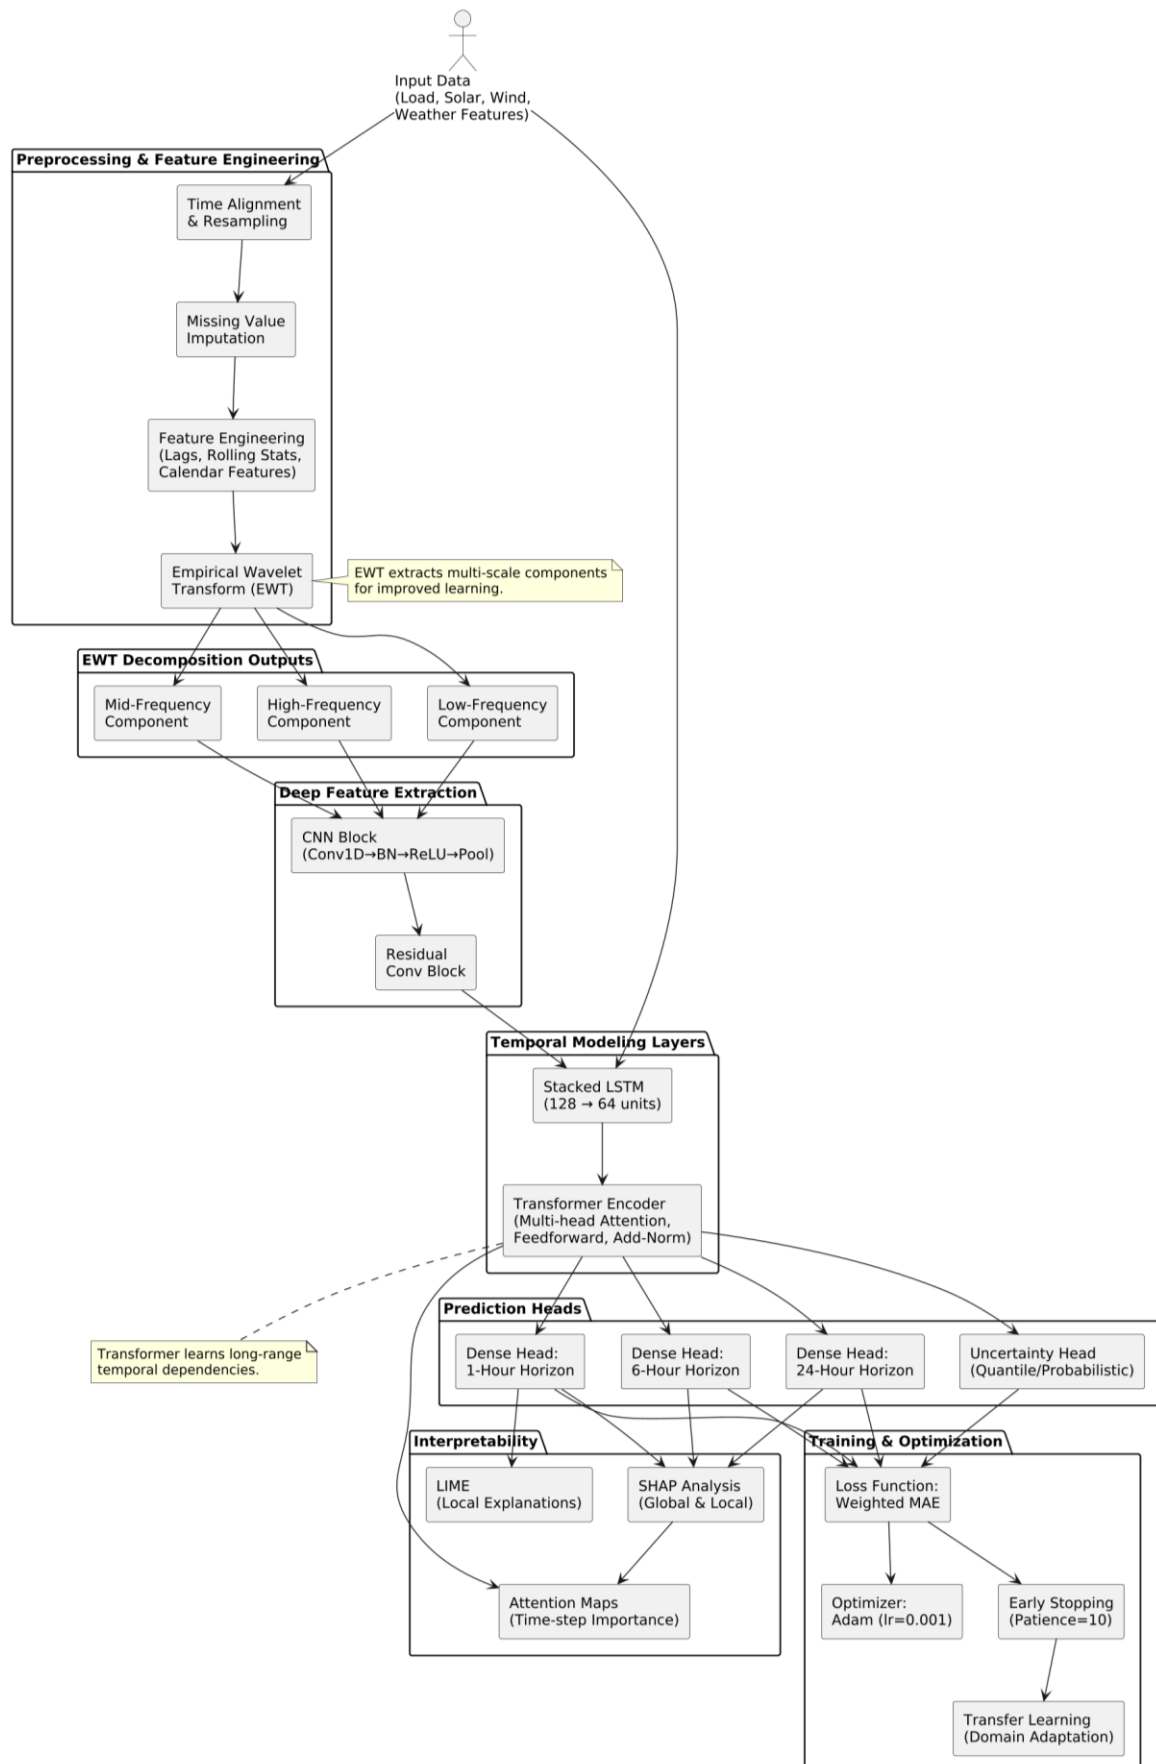 Input Data
(Load, Solar, Wind,
Weather Features)
Preprocessing & Feature Engineering
Time Alignment
& Resampling
Missing Value
Imputation
Feature Engineering
(Lags, Rolling Stats,
Calendar Features)
Empirical Wavelet
Transform (EWT)
EWT extracts multi-scale components
for improved learning.
EWT Decomposition Outputs
Mid-Frequency
Component
High-Frequency
Component
Low-Frequency
Component
Deep Feature Extraction
CNN Block
(Conv1D→BN→ReLU→Pool)
Residual
Conv Block
Temporal Modeling Layers
Stacked LSTM
(128 → 64 units)
Transformer Encoder
(Multi-head Attention,
Feedforward, Add-Norm)
Transformer learns long-range
temporal dependencies.
Prediction Heads
Dense Head:
1-Hour Horizon
Dense Head:
6-Hour Horizon
Dense Head:
24-Hour Horizon
Uncertainty Head
(Quantile/Probabilistic)
Interpretability
LIME
(Local Explanations)
SHAP Analysis
(Global & Local)
Attention Maps
(Time-step Importance)
Training & Optimization
Loss Function:
Weighted MAE
Optimizer:
Adam (lr=0.001)
Early Stopping
(Patience=10)
Transfer Learning
(Domain Adaptation)